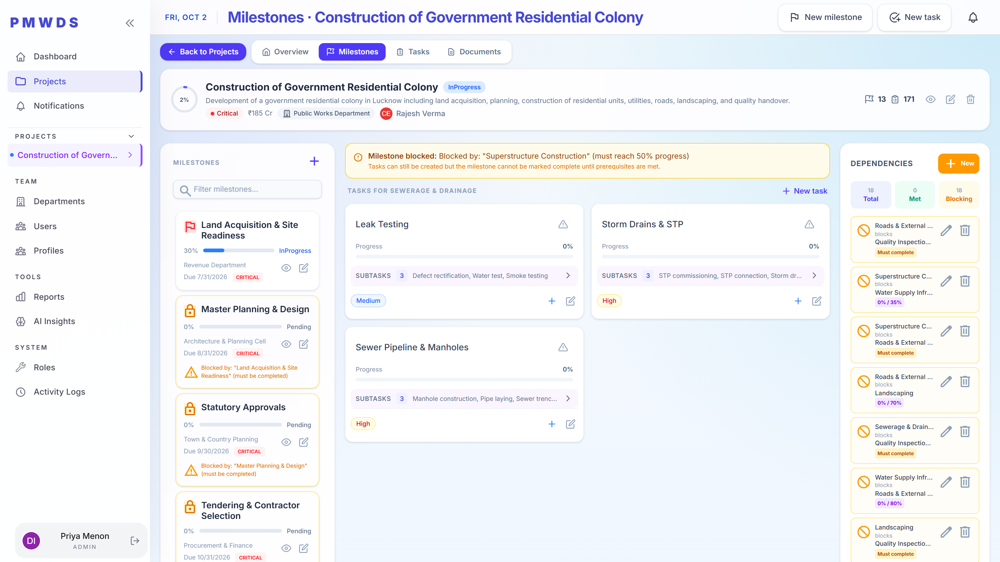 PMWDS
Dashboard
Projects
Notifications
PROJECTS
Construction of Govern...
TEAM
Departments
Users
Profiles
TOOLS
Reports
AI Insights
SYSTEM
Roles
Activity Logs
DI
Priya Menon
ADMIN
FRI, OCT 2
Milestones · Construction of Government Residential Colony
New milestone
New task
Back to Projects
Overview
Milestones
Tasks
Documents
2%
Construction of Government Residential Colony
InProgress
Development of a government residential colony in Lucknow including land acquisition, planning, construction of residential units, utilities, roads, landscaping, and quality handover.
Critical
₹185 Cr
Public Works Department
CE
Rajesh Verma
13
171
MILESTONES
Filter milestones...
Land Acquisition & Site
Readiness
30%
InProgress
Revenue Department
Due 7/31/2026
CRITICAL
Master Planning & Design
0%
Pending
Architecture & Planning Cell
Due 8/31/2026
CRITICAL
Blocked by: "Land Acquisition & Site
Readiness" (must be completed)
Statutory Approvals
0%
Pending
Town & Country Planning
Due 9/30/2026
CRITICAL
Blocked by: "Master Planning & Design"
(must be completed)
Tendering & Contractor
Selection
0%
Pending
Procurement & Finance
Due 10/31/2026
CRITICAL
Milestone blocked: Blocked by: "Superstructure Construction" (must reach 50% progress)
Tasks can still be created but the milestone cannot be marked complete until prerequisites are met.
TASKS FOR SEWERAGE & DRAINAGE
New task
Leak Testing
Progress
0%
SUBTASKS 3 Defect rectification, Water test, Smoke testing
Medium
Storm Drains & STP
Progress
0%
SUBTASKS 3 STP commissioning, STP connection, Storm dr...
High
Sewer Pipeline & Manholes
Progress
0%
SUBTASKS 3 Manhole construction, Pipe laying, Sewer trenc...
High
DEPENDENCIES
New
18
Total
0
Met
18
Blocking
Roads & External ...
blocks
Quality Inspectio...
Must complete
Superstructure C...
blocks
Water Supply Infr...
0% / 35%
Superstructure C...
blocks
Roads & External ...
Must complete
Roads & External ...
blocks
Landscaping
0% / 70%
Sewerage & Drain...
blocks
Quality Inspectio...
Must complete
Water Supply Infr...
blocks
Roads & External ...
0% / 80%
Landscaping
blocks
Quality Inspectio...
Must complete